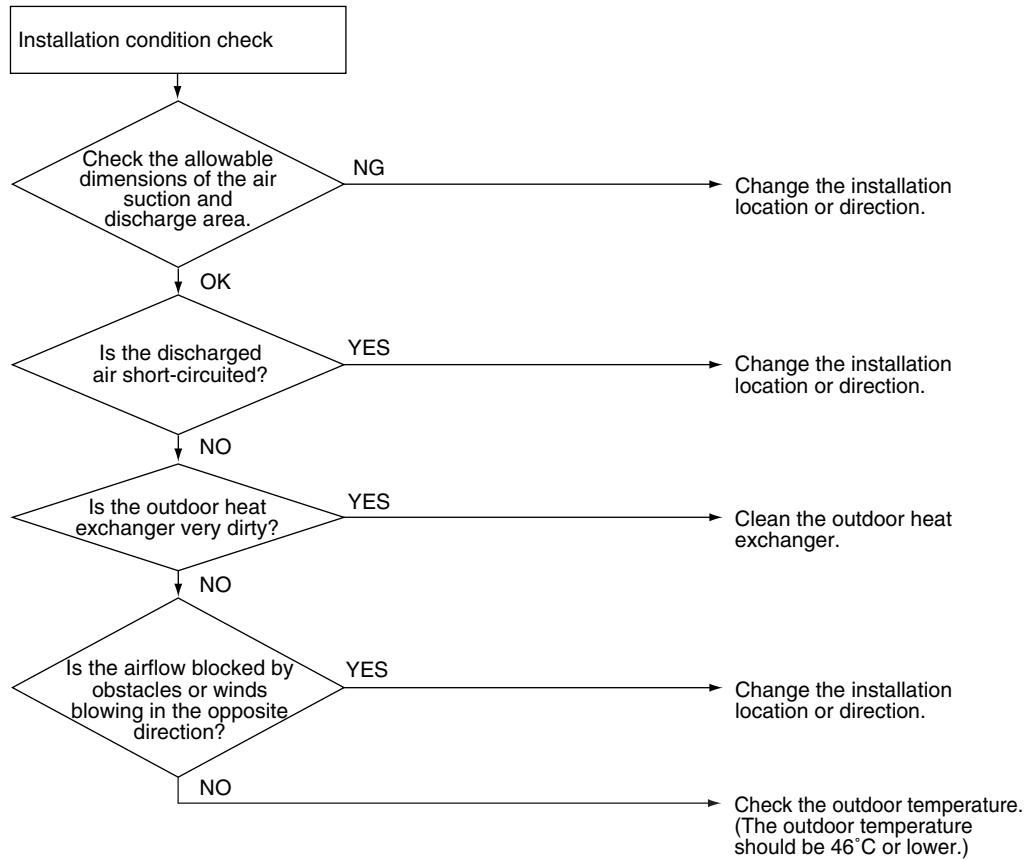 Installation condition check
Check the allowable
dimensions of the air
suction and
discharge area.
NG
Change the installation
location or direction.
OK
Is the discharged
air short-circuited?
YES
Change the installation
location or direction.
NO
Is the outdoor heat
exchanger very dirty?
YES
Clean the outdoor heat
exchanger.
NO
Is the airflow blocked by
obstacles or winds
blowing in the opposite
direction?
YES
Change the installation
location or direction.
NO
Check the outdoor temperature.
(The outdoor temperature
should be 46˚C or lower.)